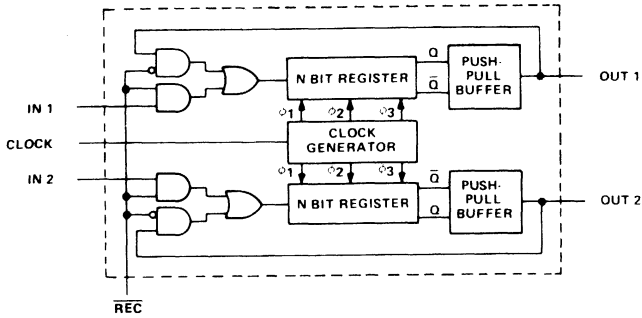 Q
N BIT REGISTER
Q̅
PUSH-
PULL
BUFFER
OUT 1
IN 1
φ1 φ2 φ3
CLOCK
CLOCK
GENERATOR
φ1 φ2 φ3
IN 2
Q̅
N BIT REGISTER
Q
PUSH-
PULL
BUFFER
OUT 2
R̅E̅C̅